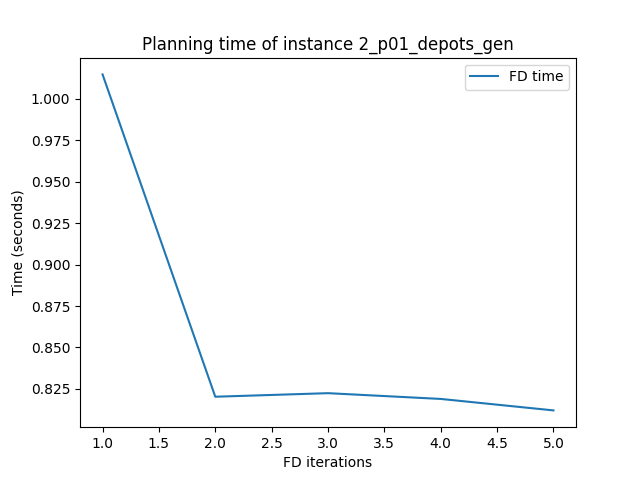 Planning time of instance 2_p01_depots_gen
FD time
1.000
0.975
0.950
0.925
0.900
0.875
0.850
0.825
Time (seconds)
1.0 1.5 2.0 2.5 3.0 3.5 4.0 4.5 5.0
FD iterations